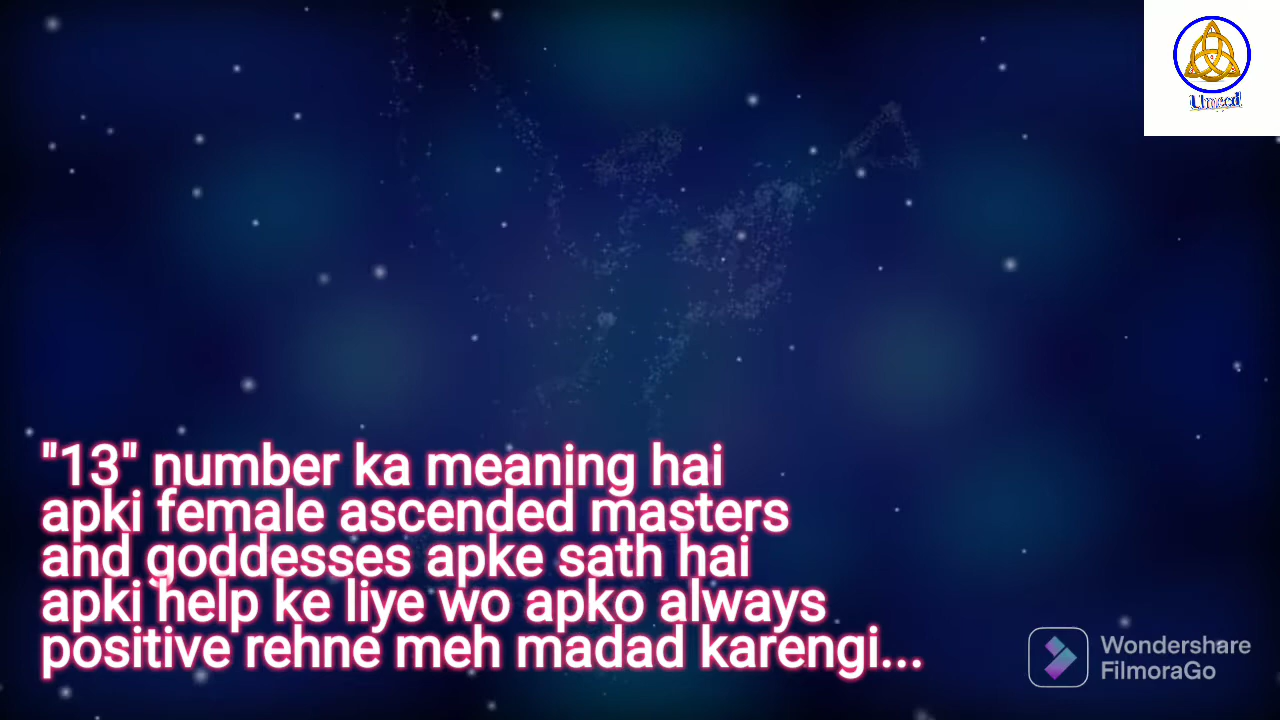 Umeed
"13" number ka meaning hai
apki female ascended masters
and goddesses apke sath hai
apki help ke liye wo apko always
positive rehne meh madad karengi...
Wondershare
FilmoraGo